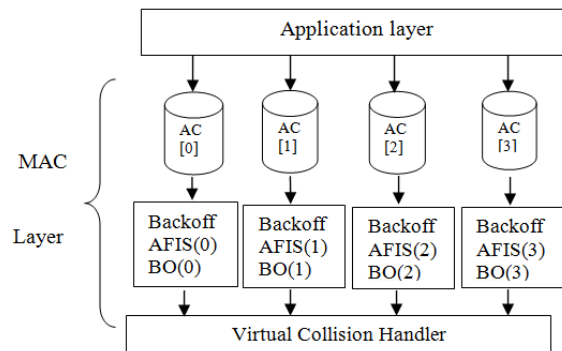 Application layer
AC
[0]
AC
[1]
AC
[2]
AC
[3]
MAC
Layer
Backoff
AFIS(0)
BO(0)
Backoff
AFIS(1)
BO(1)
Backoff
AFIS(2)
BO(2)
Backoff
AFIS(3)
BO(3)
Virtual Collision Handler